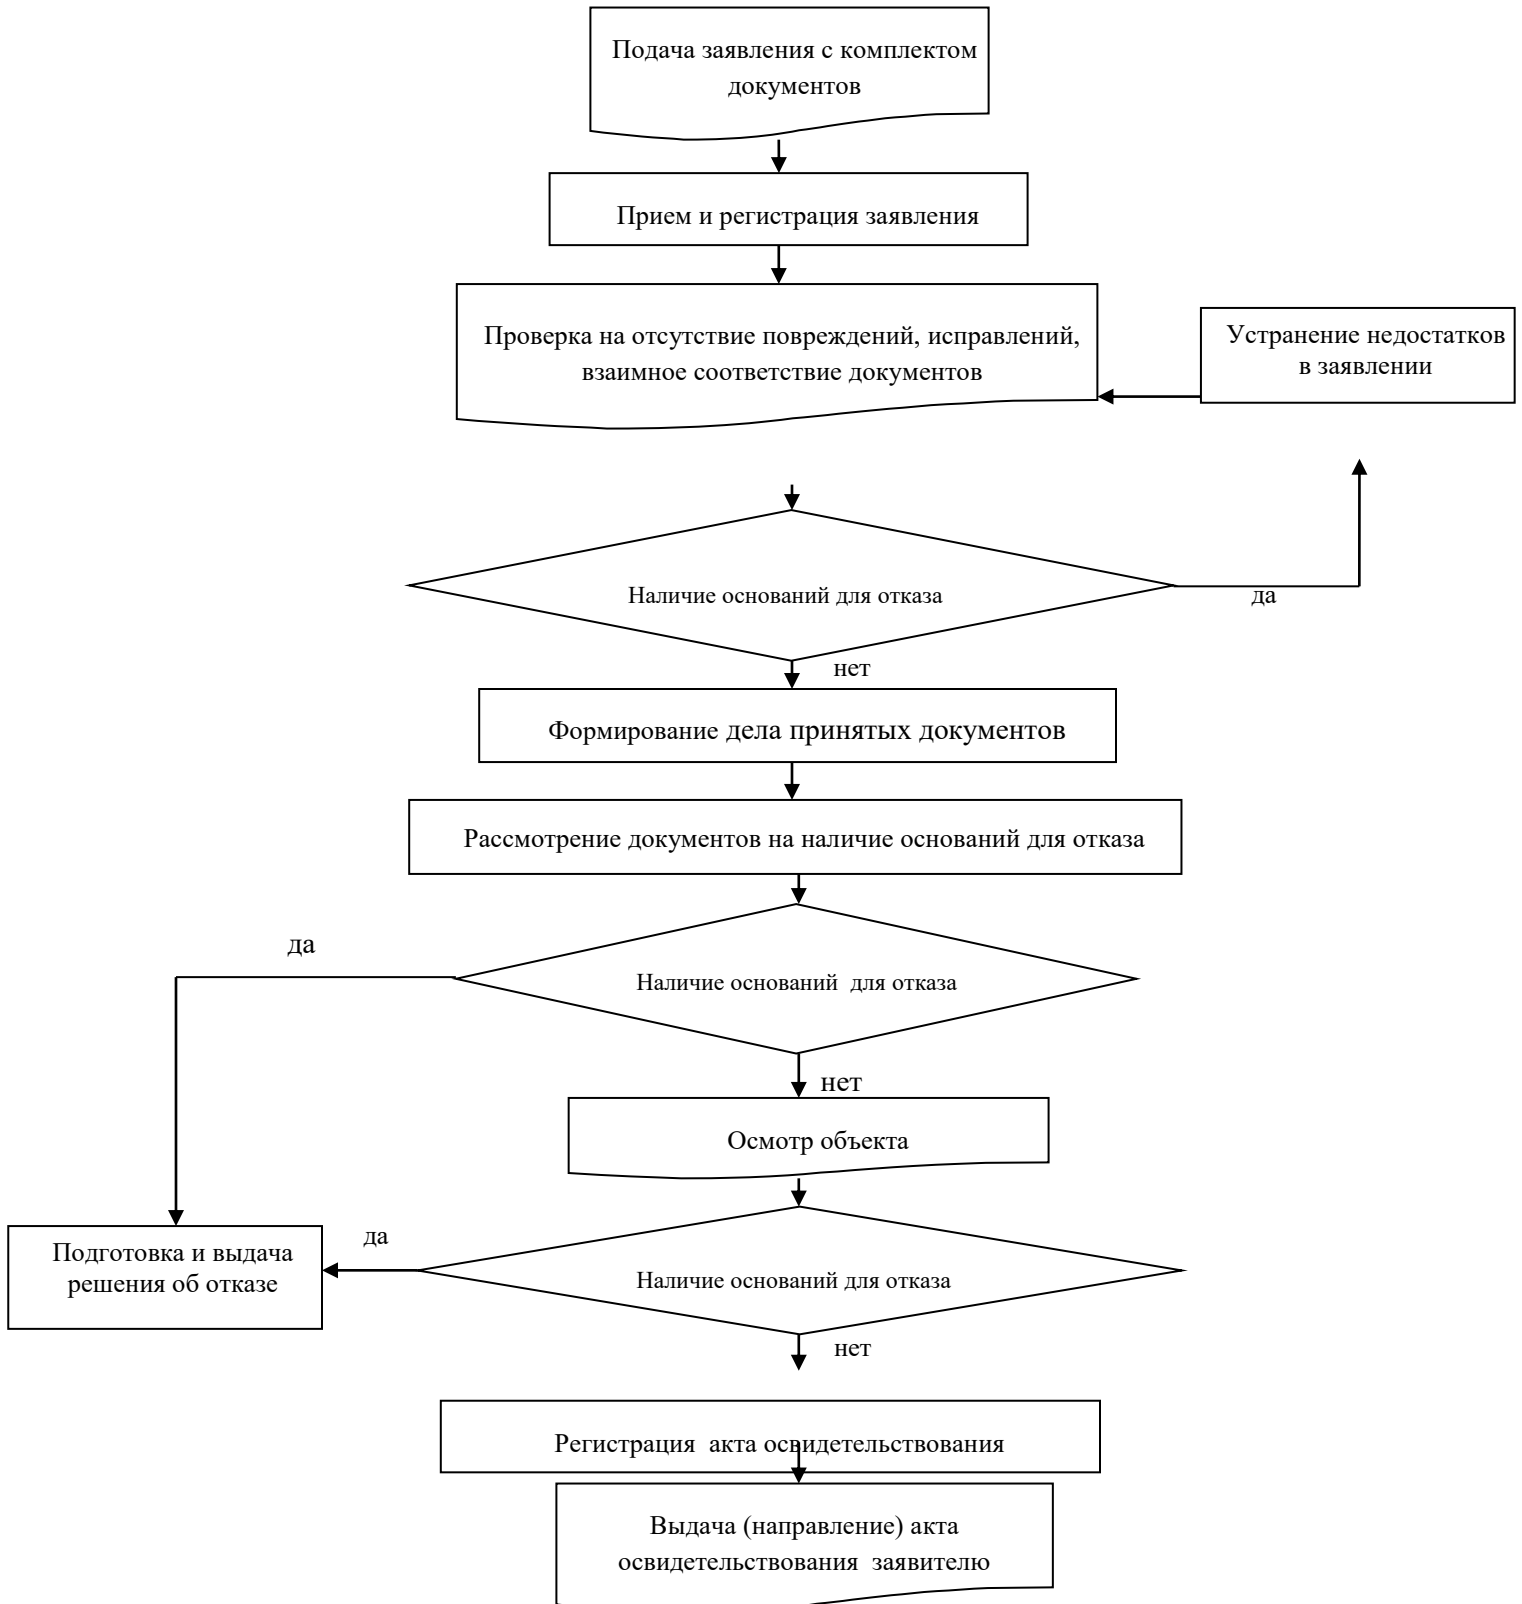 Подача заявления с комплектом
документов
Прием и регистрация заявления
Проверка на отсутствие повреждений, исправлений,
взаимное соответствие документов
Устранение недостатков
в заявлении
Наличие оснований для отказа
да
нет
Формирование дела принятых документов
Рассмотрение документов на наличие оснований для отказа
да
Наличие оснований для отказа
нет
Осмотр объекта
да
Подготовка и выдача
решения об отказе
Наличие оснований для отказа
нет
Регистрация акта освидетельствования
Выдача (направление) акта
освидетельствования заявителю